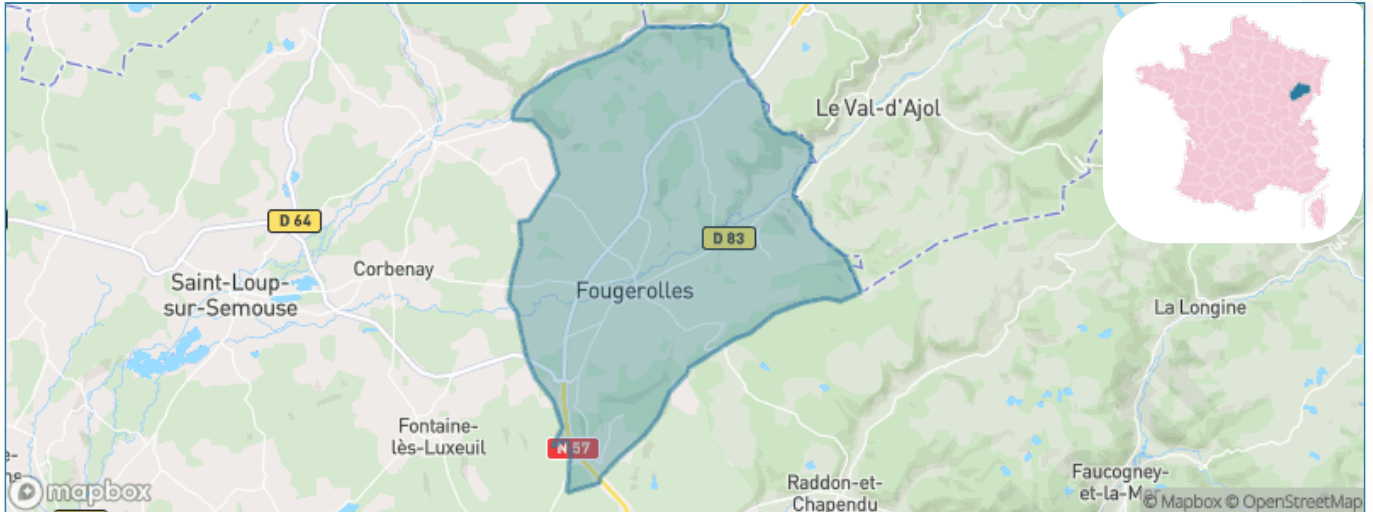 Le Val-d'Ajol
D 64
D 83
Corbenay
Saint-Loup-
sur-Semouse
Fougerolles
La Longine
Fontaine-
lès-Luxeuil
N 57
Raddon-et-
Chapendu
Faucogney-
et-la-Mer
mapbox
© Mapbox © OpenStreetMap